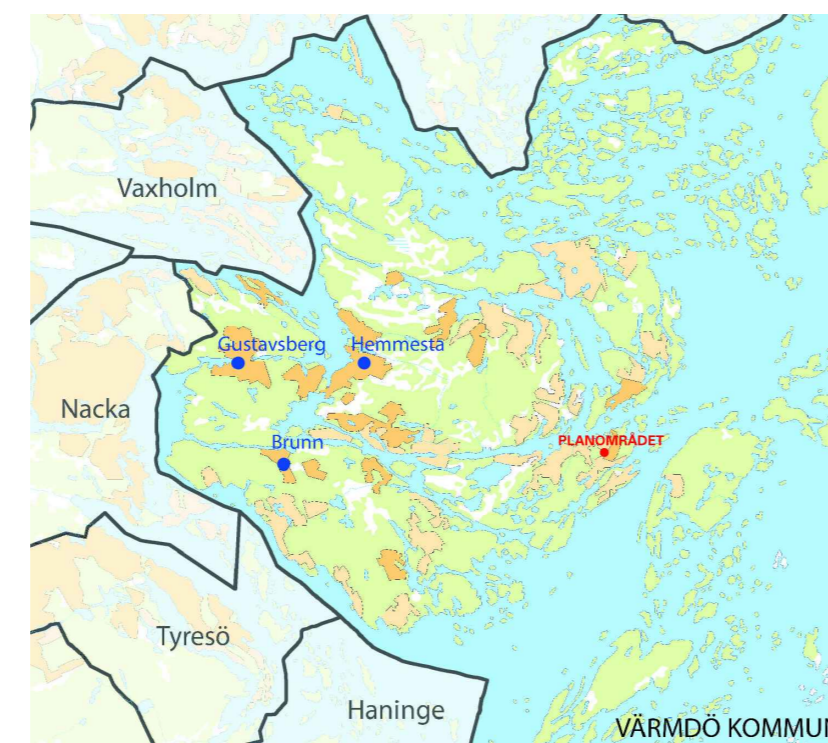 Vaxholm
Gustavsberg
Hemmesta
Nacka
Brunn
PLANOMRÅDET
Tyresö
Haninge
VÄRMDÖ KOMMUN